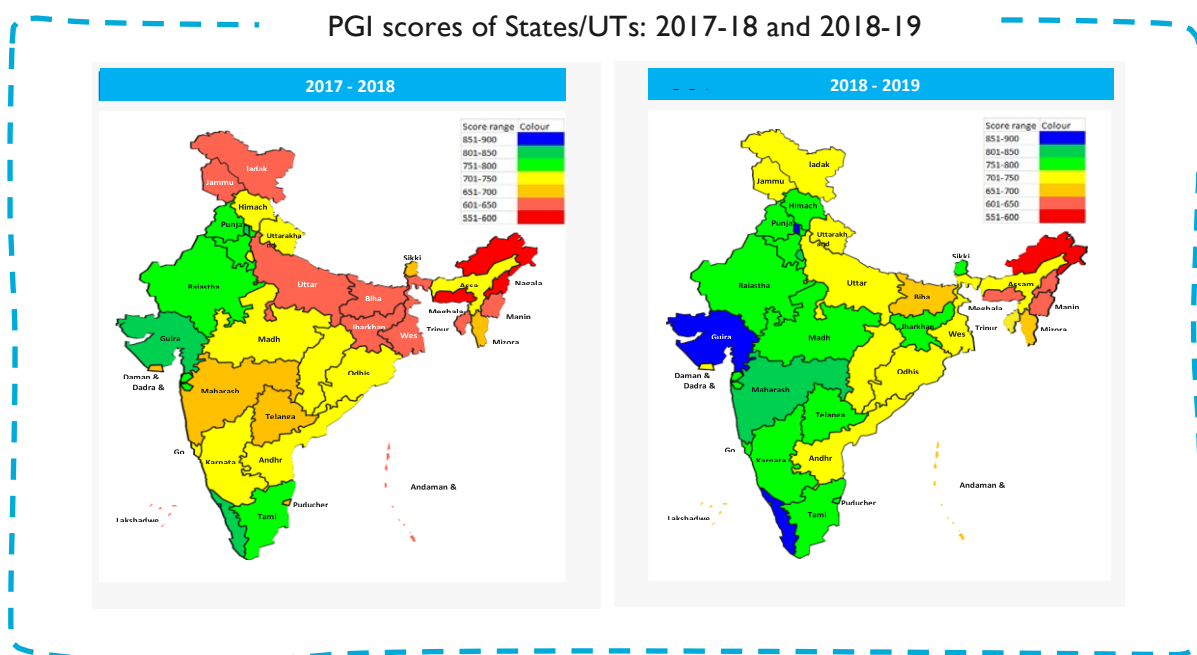 PGI scores of States/UTs: 2017-18 and 2018-19
2017 - 2018
Score range Colour
851-900
801-850
751-800
701-750
651-700
601-650
551-600
ladak
Jammu
Himach
Punja
Uttarakha
Rajastha
Uttar
Sikki
Assa
Nagala
Biha
Meghala
Manin
Jharkhan
Wes
Tripur
Mizora
Gujra
Madh
Daman &
Dadra &
Maharash
Odhis
Telanga
Go
Karnata
Andhr
Andaman &
Puducher
Lakshadwe
Tami
2018 - 2019
Score range Colour
851-900
801-850
751-800
701-750
651-700
601-650
551-600
ladak
Jammu
Himach
Punja
Uttarakh
and
Rajastha
Uttar
Sikki
Assam
Biha
Meghala
Manin
Jharkhan
Wes
Tripur
Mizora
Gujra
Madh
Daman &
Dadra &
Maharash
Odhis
Telanga
Go
Karnata
Andhr
Andaman &
Puducher
Lakshadwe
Tami